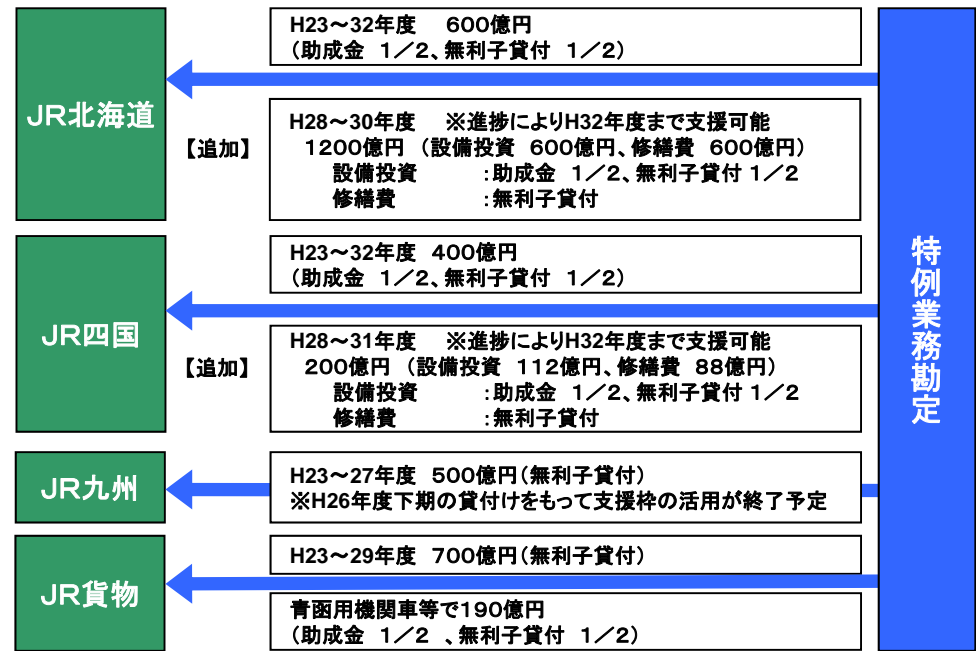 JR北海道
H23～32年度　600億円
（助成金　1／2、無利子貸付　1／2）
【追加】
H28～30年度　※進捗によりH32年度まで支援可能
1200億円　（設備投資　600億円、修繕費　600億円）
設備投資　：助成金　1／2、無利子貸付 1／2
修繕費　：無利子貸付
JR四国
H23～32年度　400億円
（助成金　1／2、無利子貸付　1／2）
【追加】
H28～31年度　※進捗によりH32年度まで支援可能
200億円　（設備投資　112億円、修繕費　88億円）
設備投資　：助成金　1／2、無利子貸付 1／2
修繕費　：無利子貸付
JR九州
H23～27年度　500億円（無利子貸付）
※H26年度下期の貸付けをもって支援枠の活用が終了予定
JR貨物
H23～29年度　700億円（無利子貸付）
青函用機関車等で190億円
（助成金　1／2　、無利子貸付　1／2）
特例業務勘定